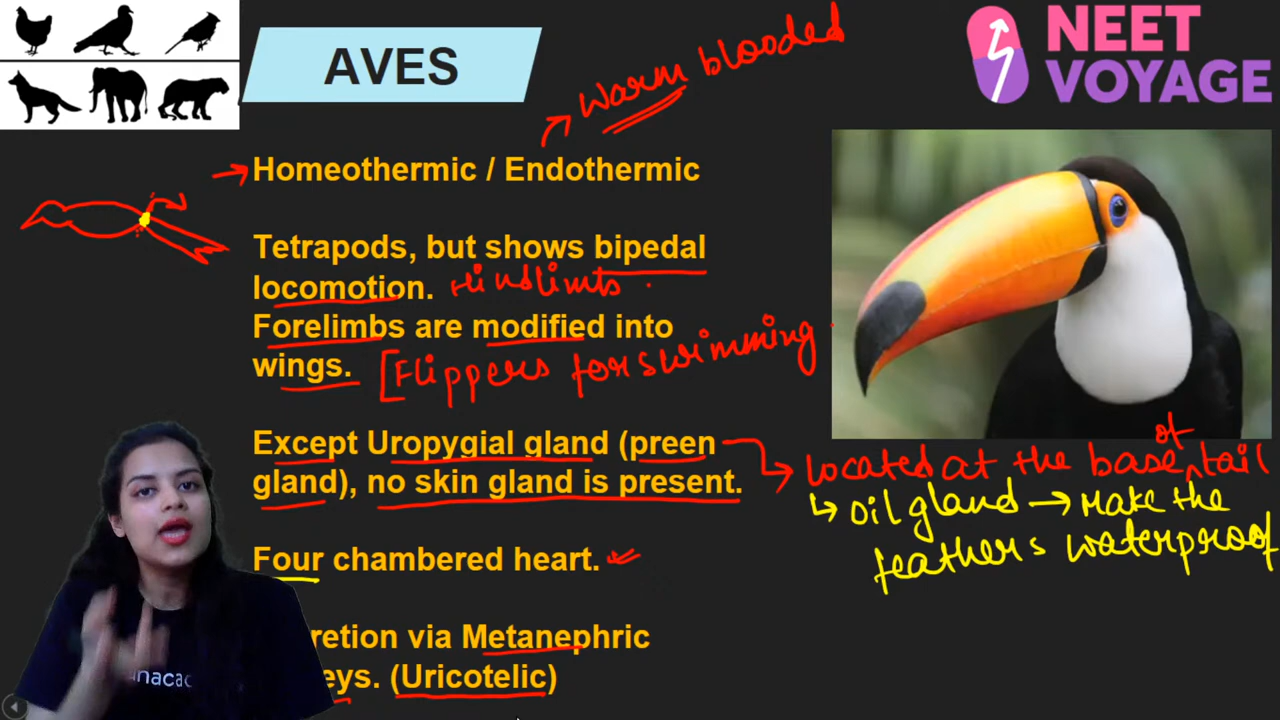 AVES
NEET
VOYAGE
warm blooded
Homeothermic / Endothermic
Tetrapods, but shows bipedal
locomotion. Hindlimbs
Forelimbs are modified into
wings. [Flippers for swimming
Except Uropygial gland (preen
gland), no skin gland is present.
located at the base of tail
oil gland → Make the
feathers waterproof
Four chambered heart.
retion via Metanephric
eys. (Uricotelic)